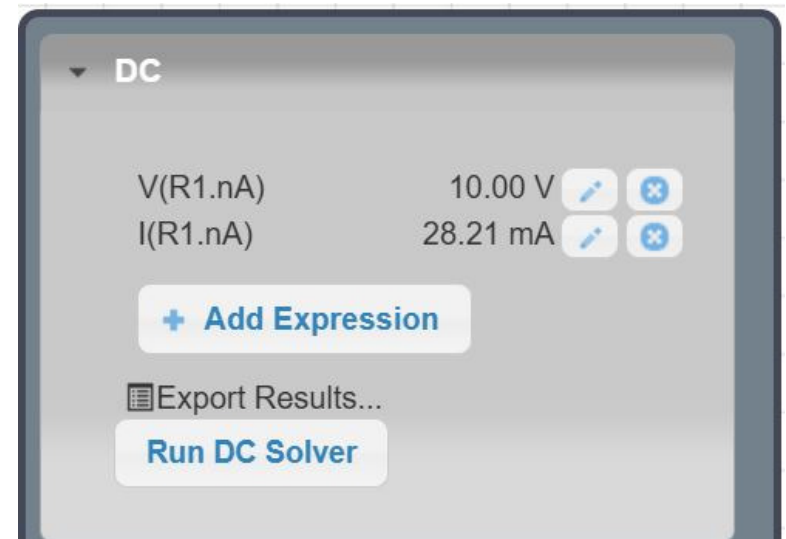 DC
V(R1.nA) 10.00 V
I(R1.nA) 28.21 mA
+ Add Expression
Export Results...
Run DC Solver